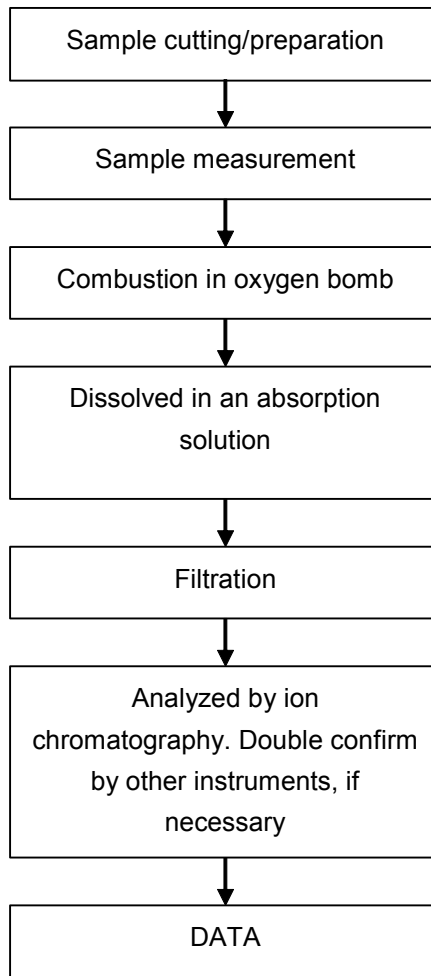 Sample cutting/preparation
Sample measurement
Combustion in oxygen bomb
Dissolved in an absorption
solution
Filtration
Analyzed by ion
chromatography. Double confirm
by other instruments, if
necessary
DATA